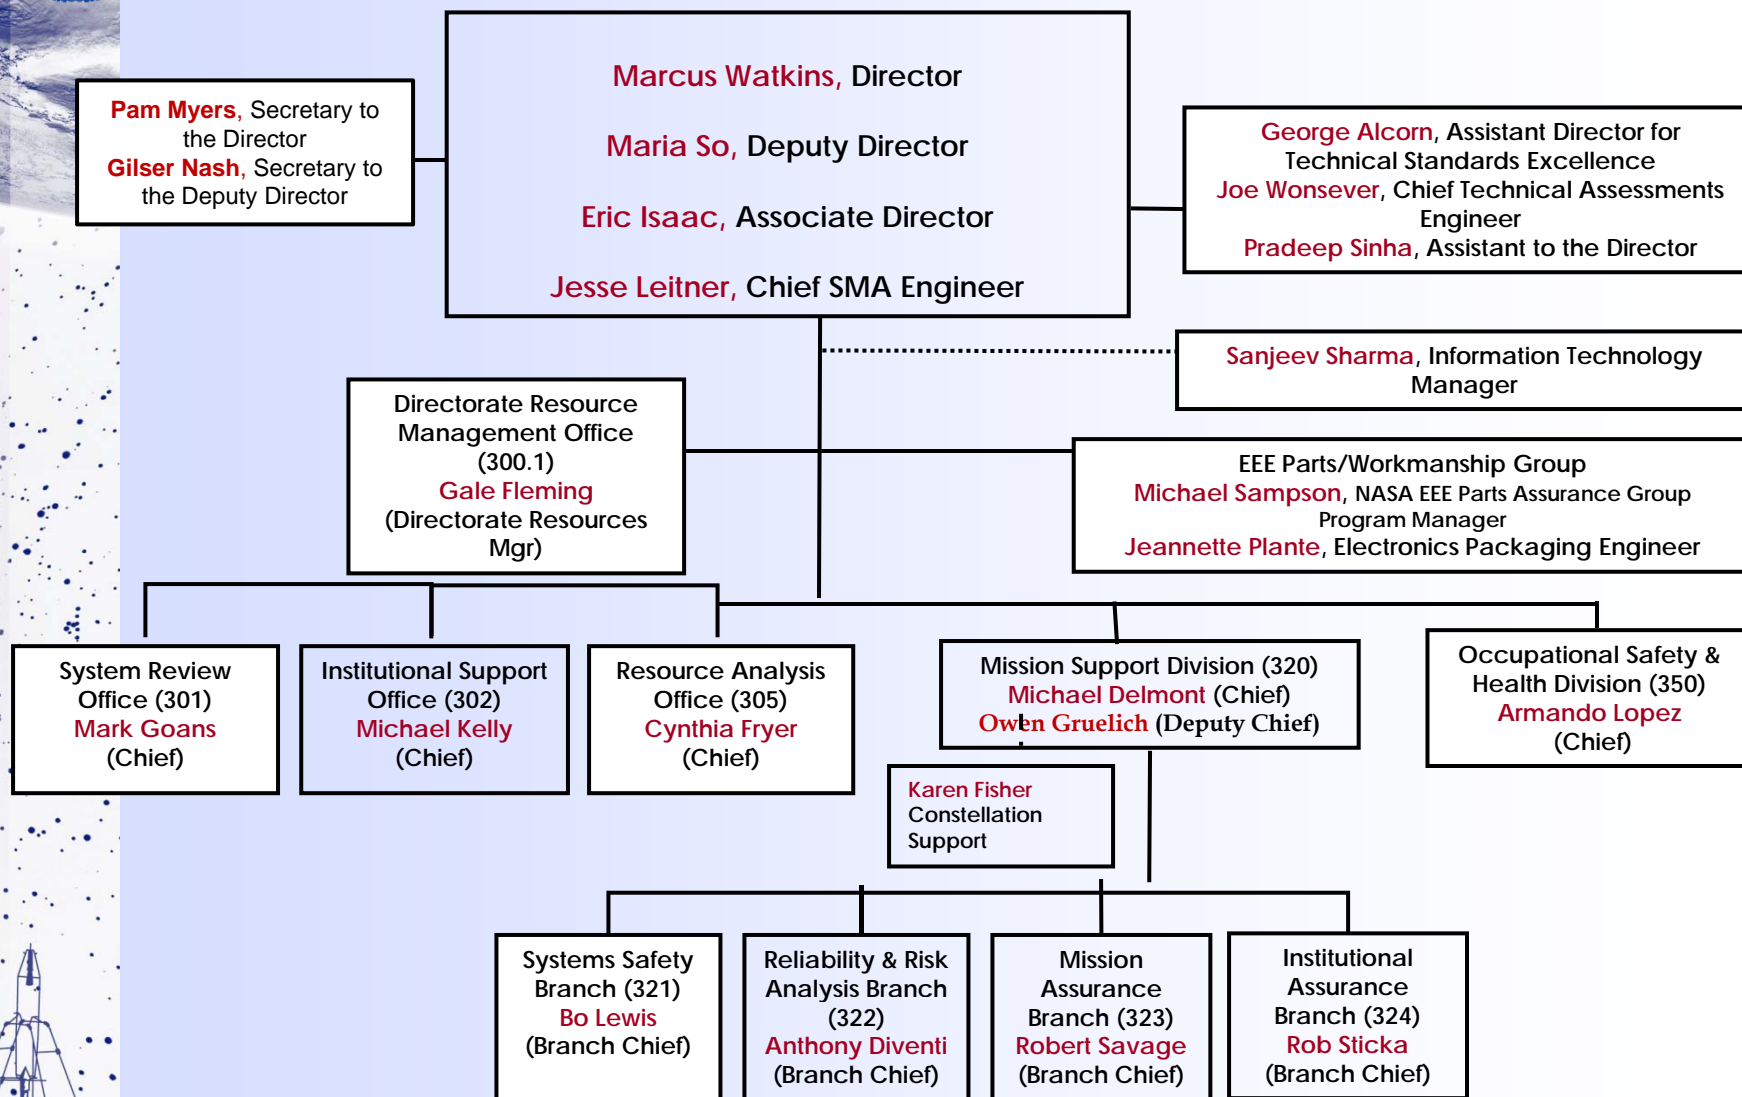 Marcus Watkins, Director
Maria So, Deputy Director
Eric Isaac, Associate Director
Jesse Leitner, Chief SMA Engineer
Pam Myers, Secretary to
the Director
Gilser Nash, Secretary to
the Deputy Director
George Alcorn, Assistant Director for
Technical Standards Excellence
Joe Wonsever, Chief Technical Assessments
Engineer
Pradeep Sinha, Assistant to the Director
Sanjeev Sharma, Information Technology
Manager
Directorate Resource
Management Office
(300.1)
Gale Fleming
(Directorate Resources
Mgr)
EEE Parts/Workmanship Group
Michael Sampson, NASA EEE Parts Assurance Group
Program Manager
Jeannette Plante, Electronics Packaging Engineer
System Review
Office (301)
Mark Goans
(Chief)
Institutional Support
Office (302)
Michael Kelly
(Chief)
Resource Analysis
Office (305)
Cynthia Fryer
(Chief)
Mission Support Division (320)
Michael Delmont (Chief)
Owen Gruelich (Deputy Chief)
Occupational Safety &
Health Division (350)
Armando Lopez
(Chief)
Karen Fisher
Constellation
Support
Systems Safety
Branch (321)
Bo Lewis
(Branch Chief)
Reliability & Risk
Analysis Branch
(322)
Anthony Diventi
(Branch Chief)
Mission
Assurance
Branch (323)
Robert Savage
(Branch Chief)
Institutional
Assurance
Branch (324)
Rob Sticka
(Branch Chief)